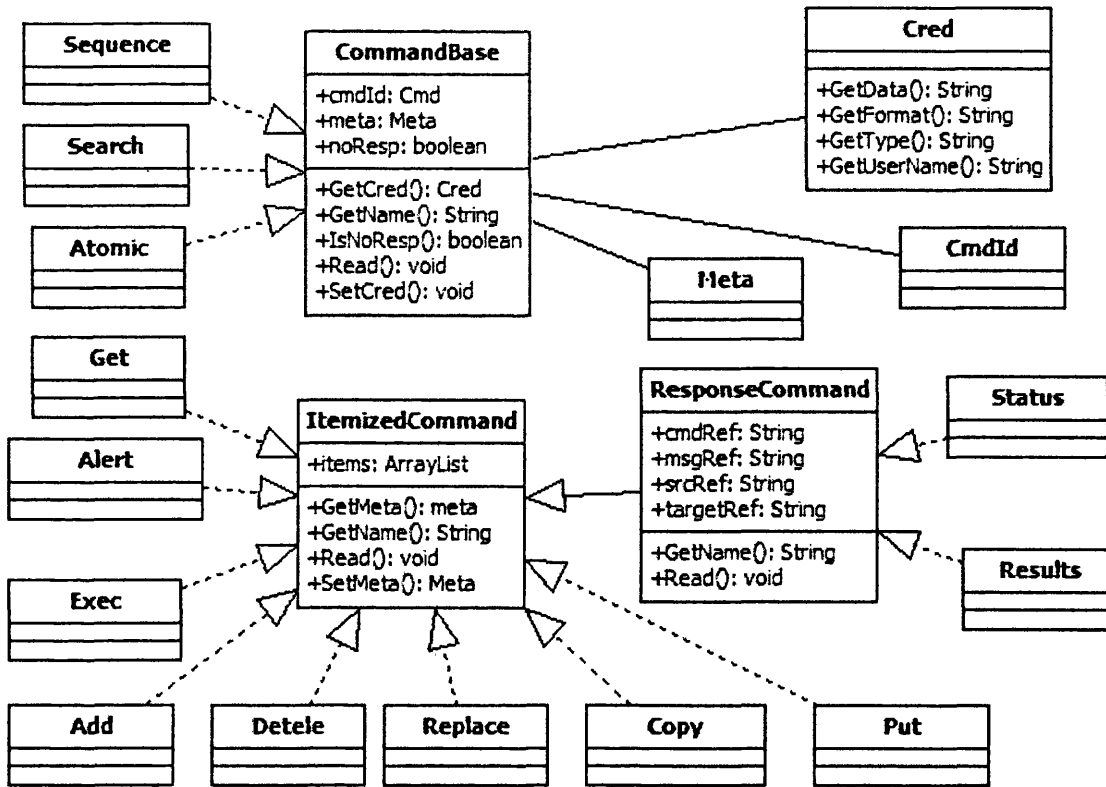 Sequence
Search
Atomic
CommandBase
+cmdId: Cmd
+meta: Meta
+noResp: boolean
+GetCred(): Cred
+GetName(): String
+IsNoResp(): boolean
+Read(): void
+SetCred(): void
Cred
+GetData(): String
+GetFormat(): String
+GetType(): String
+GetUserName(): String
CmdId
Meta
Get
Alert
Exec
ItemizedCommand
+items: ArrayList
+GetMeta(): meta
+GetName(): String
+Read(): void
+SetMeta(): Meta
ResponseCommand
+cmdRef: String
+msgRef: String
+srcRef: String
+targetRef: String
+GetName(): String
+Read(): void
Status
Results
Add
Detele
Replace
Copy
Put